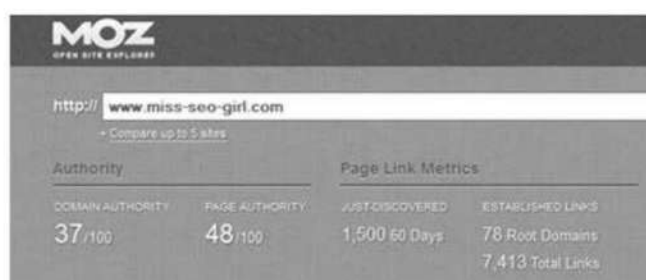 MOZ
OPEN SITE EXPLORER
http:// www.miss-seo-girl.com
+ Compare up to 5 sites
Authority
Page Link Metrics
DOMAIN AUTHORITY
PAGE AUTHORITY
JUST-DISCOVERED
ESTABLISHED LINKS
37/100
48/100
1,500 60 Days
78 Root Domains
7,413 Total Links